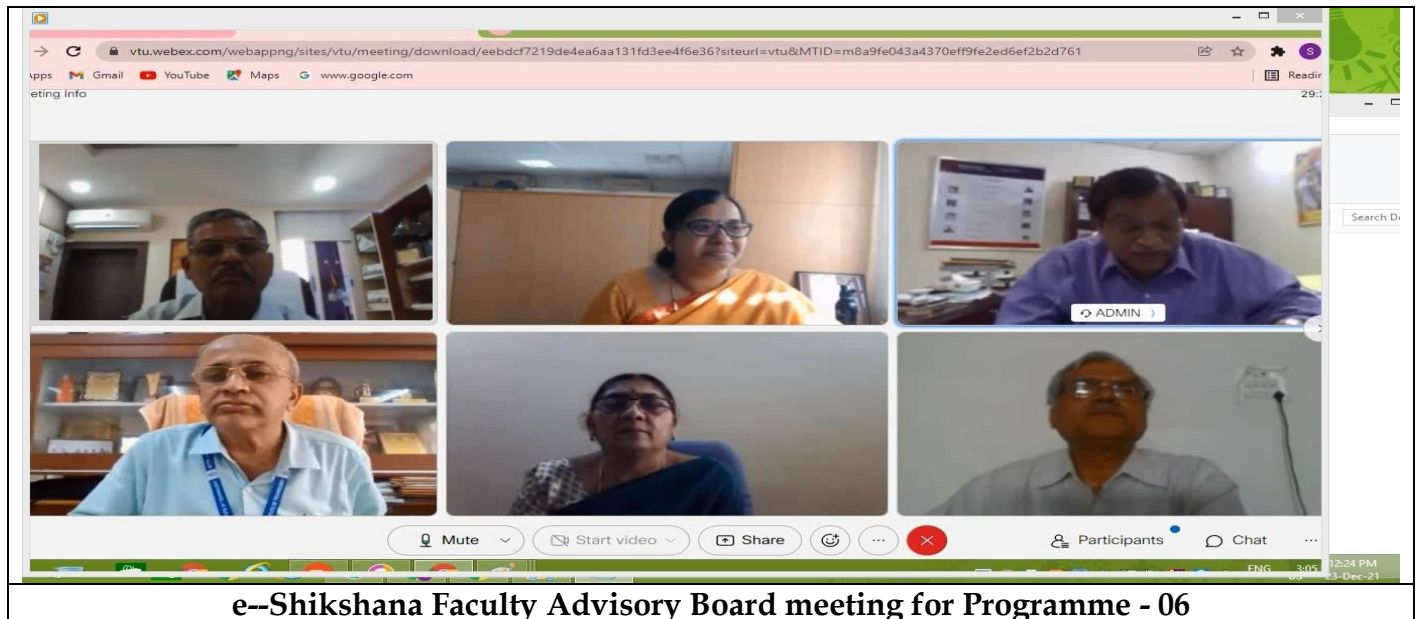 vtu.webex.com/webappng/sites/vtu/meeting/download/eebdcf7219de4ea6aa131fd3ee4f6e36?siteurl=vtu&MTID=m8a9fe043a4370eff9fe2ed6ef2b2d761
S
Gmail YouTube Maps G www.google.com
ADMIN
Mute Start video Share Participants Chat
ENG 3:05
12:24 PM
23-Dec-21
e--Shikshana Faculty Advisory Board meeting for Programme - 06